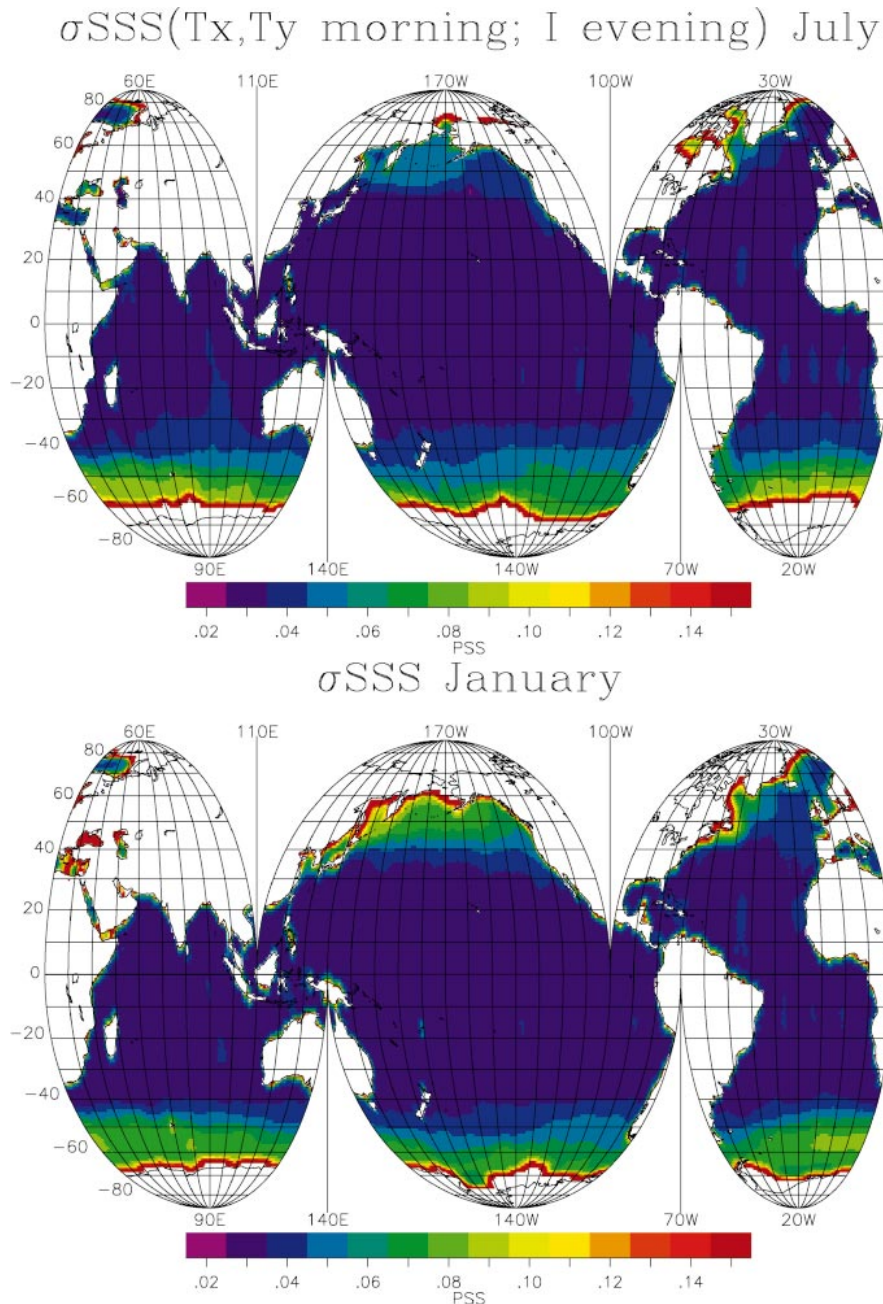 σSSS(Tx,Ty morning; I evening) July
60E 110E 170W 100W 30W
80
60
40
20
0
-20
-40
-60
-80
90E 140E 140W 70W 20W
.02 .04 .06 .08 .10 .12 .14
PSS
σSSS January
60E 110E 170W 100W 30W
80
60
40
20
0
-20
-40
-60
-80
90E 140E 140W 70W 20W
.02 .04 .06 .08 .10 .12 .14
PSS